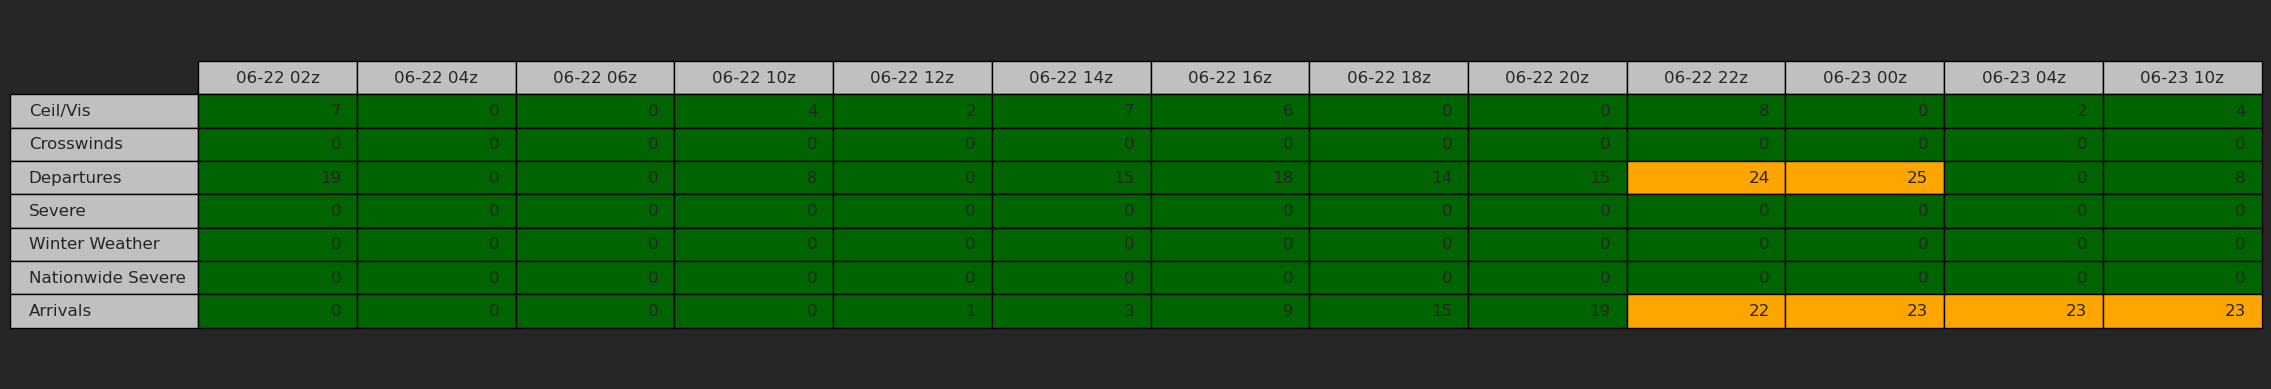 06-22 02z 06-22 04z 06-22 06z 06-22 10z 06-22 12z 06-22 14z 06-22 16z 06-22 18z 06-22 20z 06-22 22z 06-23 00z 06-23 04z 06-23 10z
Ceil/Vis 7 0 0 4 2 7 6 0 0 8 0 2 4
Crosswinds 0 0 0 0 0 0 0 0 0 0 0 0 0
Departures 19 0 0 8 0 15 18 14 15 24 25 0 8
Severe 0 0 0 0 0 0 0 0 0 0 0 0 0
Winter Weather 0 0 0 0 0 0 0 0 0 0 0 0 0
Nationwide Severe 0 0 0 0 0 0 0 0 0 0 0 0 0
Arrivals 0 0 0 0 1 3 9 15 19 22 23 23 23